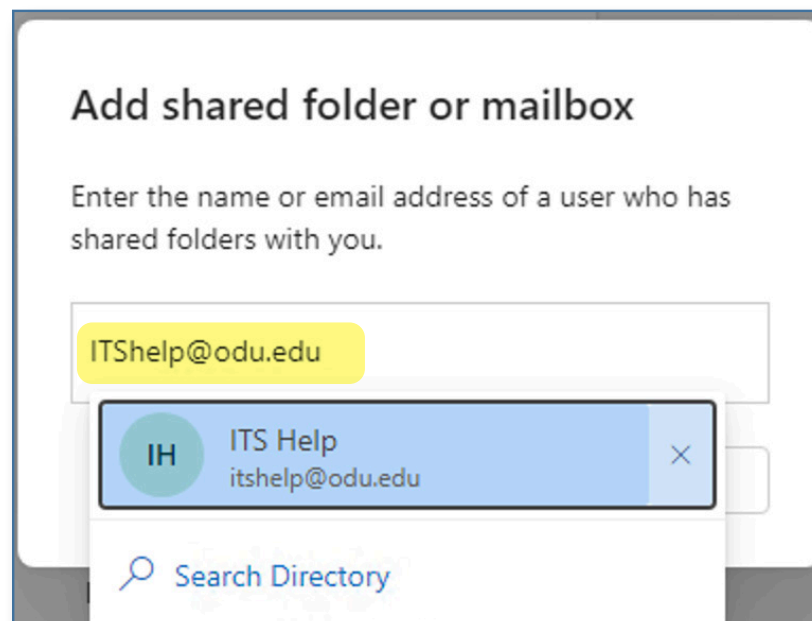 Add shared folder or mailbox
Enter the name or email address of a user who has
shared folders with you.
ITShelp@odu.edu
IH
ITS Help
itshelp@odu.edu
Search Directory